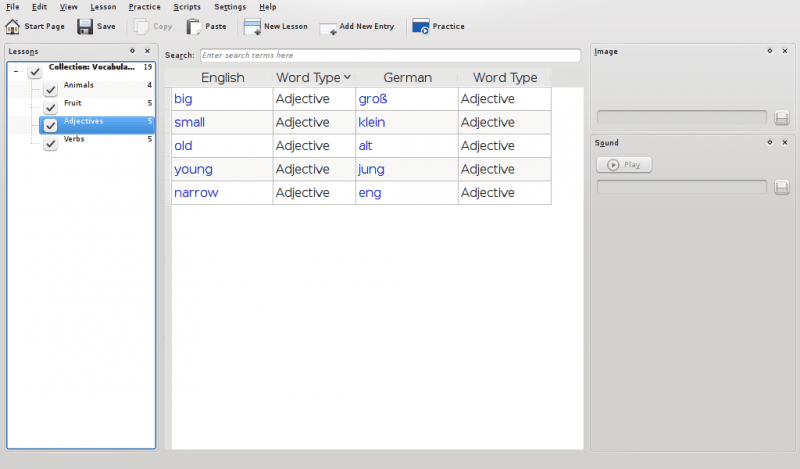 File Edit View Lesson Practice Scripts Settings Help
Start Page Save Copy Paste New Lesson Add New Entry Practice
Lessons
Collection: Vocabula... 19
Animals 4
Fruit 5
Adjectives 5
Verbs 5
Search: Enter search terms here
English Word Type German Word Type
big Adjective groß Adjective
small Adjective klein Adjective
old Adjective alt Adjective
young Adjective jung Adjective
narrow Adjective eng Adjective
Image
Sound
Play